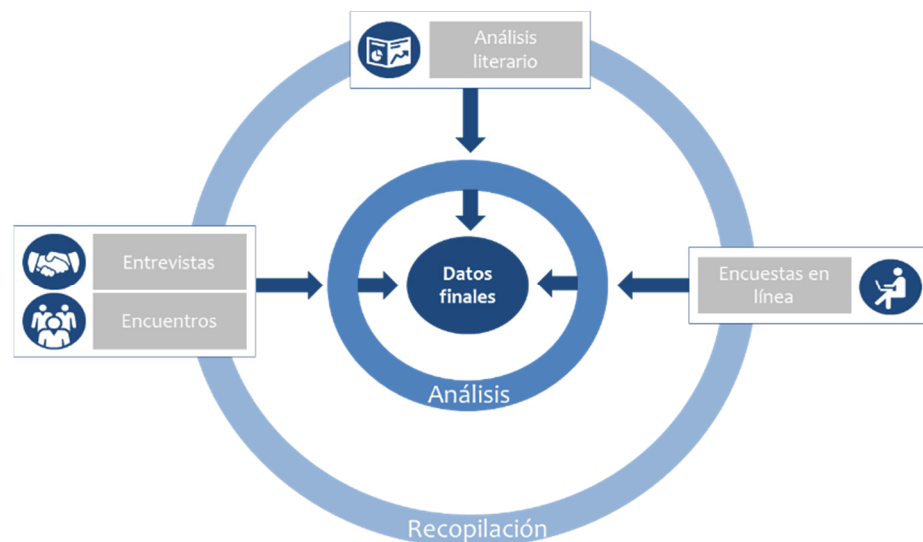 Análisis
literario
Entrevistas
Encuentros
Datos
finales
Encuestas en
línea
Análisis
Recopilación